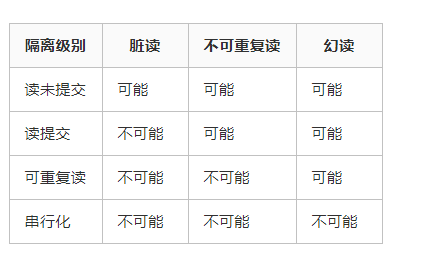 隔离级别 脏读 不可重复读 幻读
读未提交 可能 可能 可能
读提交 不可能 可能 可能
可重复读 不可能 不可能 可能
串行化 不可能 不可能 不可能